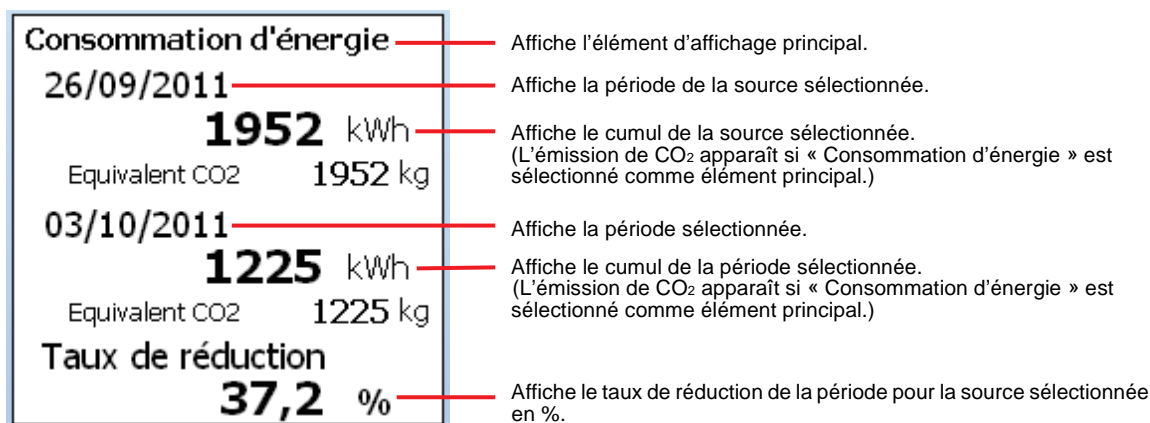 Consommation d'énergie
Affiche l'élément d'affichage principal.
26/09/2011
Affiche la période de la source sélectionnée.
1952 kWh
Affiche le cumul de la source sélectionnée.
(L'émission de CO2 apparaît si « Consommation d'énergie » est
sélectionné comme élément principal.)
Equivalent CO2 1952 kg
03/10/2011
Affiche la période sélectionnée.
1225 kWh
Affiche le cumul de la période sélectionnée.
(L'émission de CO2 apparaît si « Consommation d'énergie » est
sélectionné comme élément principal.)
Equivalent CO2 1225 kg
Taux de réduction
37,2 %
Affiche le taux de réduction de la période pour la source sélectionnée
en %.